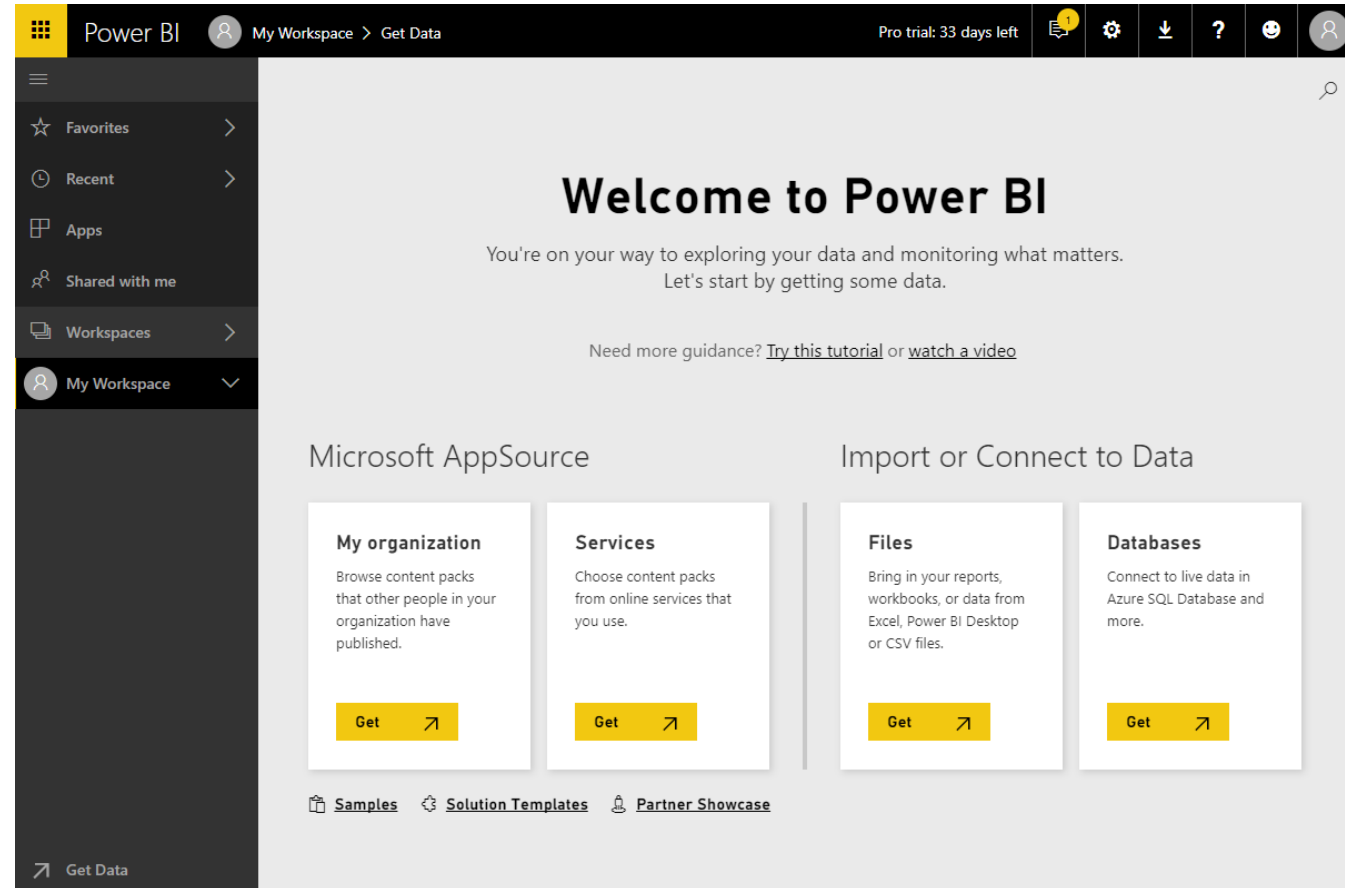 Power BI
My Workspace > Get Data
Pro trial: 33 days left
1
?
Favorites
Recent
Apps
Shared with me
Workspaces
My Workspace
Get Data
Welcome to Power BI
You're on your way to exploring your data and monitoring what matters.
Let's start by getting some data.
Need more guidance? Try this tutorial or watch a video
Microsoft AppSource
My organization
Browse content packs
that other people in your
organization have
published.
Get
Services
Choose content packs
from online services that
you use.
Get
Import or Connect to Data
Files
Bring in your reports,
workbooks, or data from
Excel, Power BI Desktop
or CSV files.
Get
Databases
Connect to live data in
Azure SQL Database and
more.
Get
Samples
Solution Templates
Partner Showcase